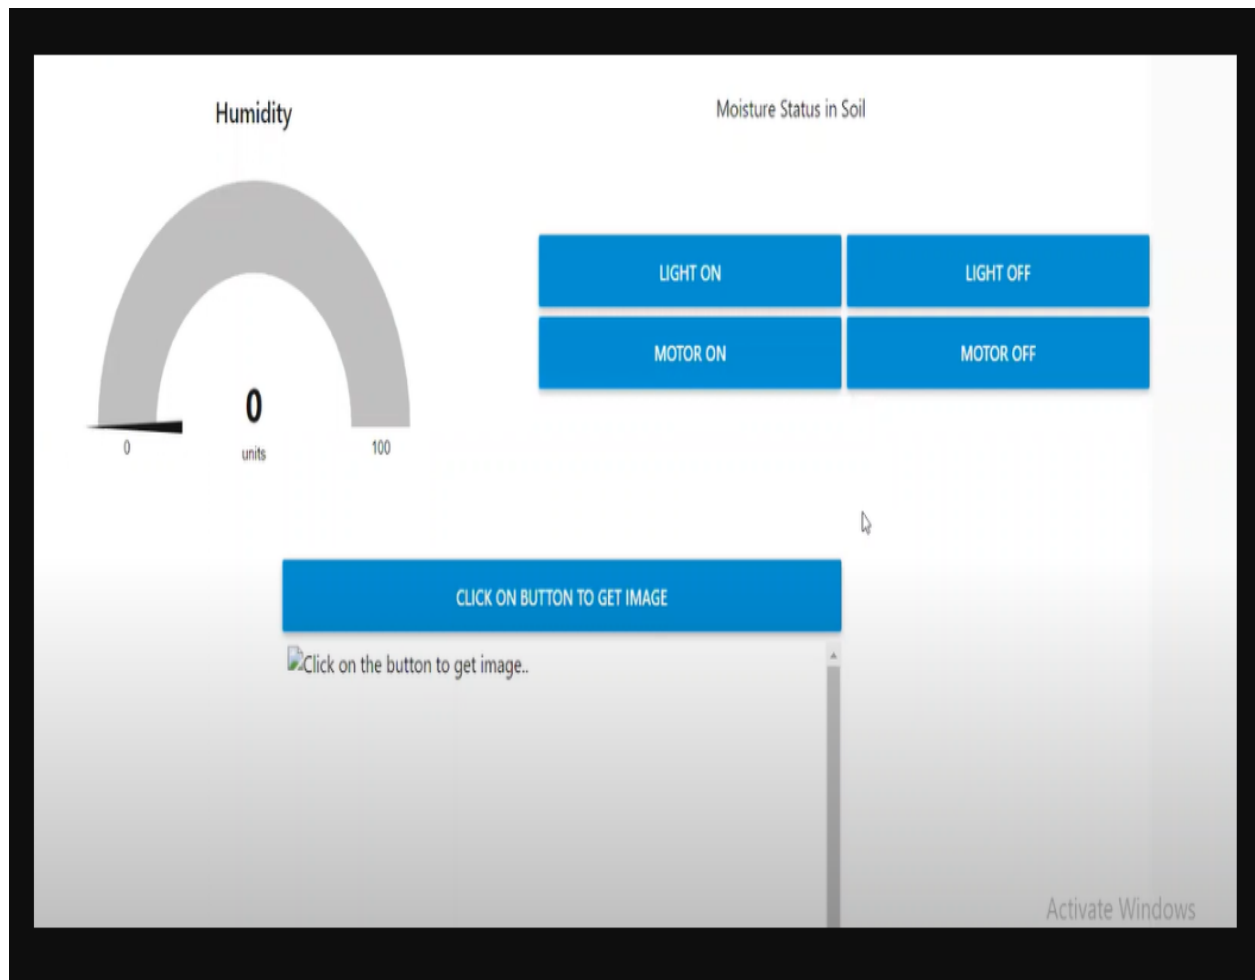 Humidity
Moisture Status in Soil
LIGHT ON
LIGHT OFF
MOTOR ON
MOTOR OFF
0
0
units
100
CLICK ON BUTTON TO GET IMAGE
Click on the button to get image..
Activate Windows